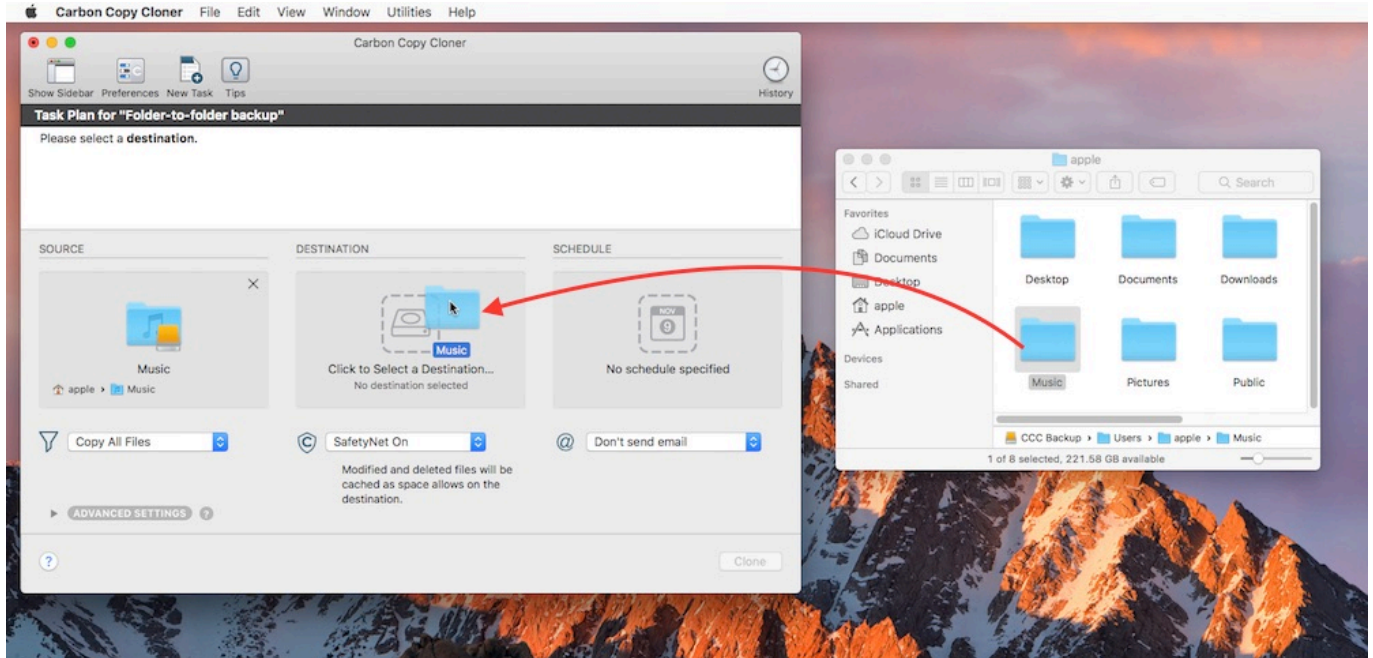 Carbon Copy Cloner File Edit View Window Utilities Help
Carbon Copy Cloner
Show Sidebar Preferences New Task Tips
History
Task Plan for "Folder-to-folder backup"
Please select a destination.
SOURCE
DESTINATION
SCHEDULE
Music
apple › Music
Music
Click to Select a Destination...
No destination selected
NOV
9
No schedule specified
Copy All Files
SafetyNet On
@ Don't send email
Modified and deleted files will be
cached as space allows on the
destination.
ADVANCED SETTINGS ?
?
Clone
apple
Search
Favorites
iCloud Drive
Documents
Desktop
apple
Applications
Devices
Shared
Desktop Documents Downloads
Music Pictures Public
CCC Backup › Users › apple › Music
1 of 8 selected, 221.58 GB available